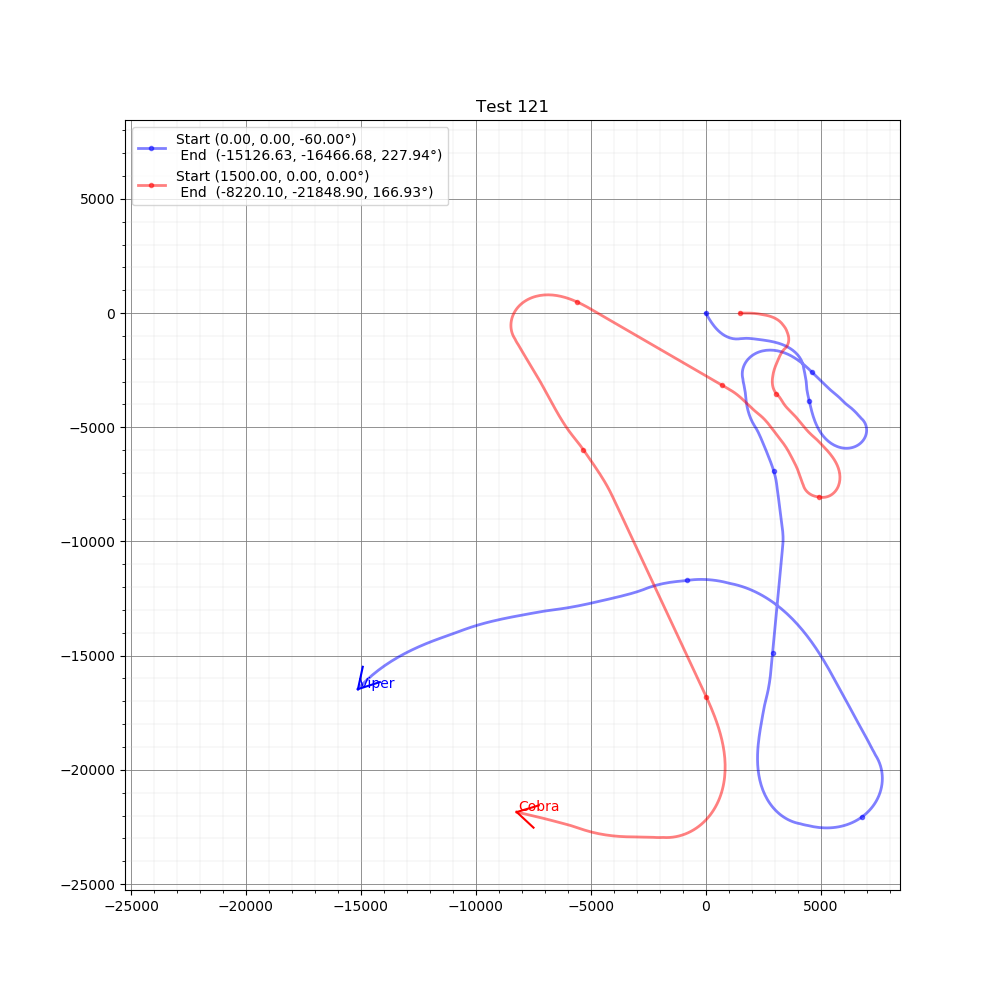 Test 121
Start (0.00, 0.00, -60.00°)
End  (-15126.63, -16466.68, 227.94°)
Start (1500.00, 0.00, 0.00°)
End  (-8220.10, -21848.90, 166.93°)
5000
0
−5000
−10000
−15000
−20000
−25000
Viper
Cobra
−25000 −20000 −15000 −10000 −5000 0 5000